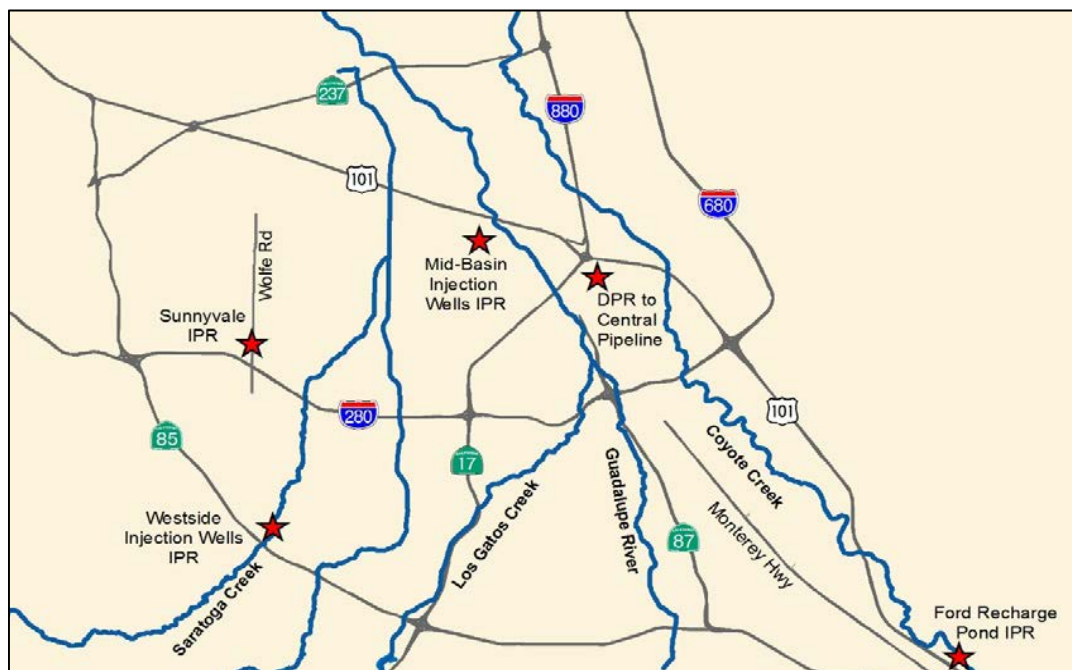 237
880
101
680
Wolfe Rd
Mid-Basin
Injection
Wells IPR
DPR to
Central
Pipeline
Sunnyvale
IPR
280
101
85
17
Coyote Creek
Westside
Injection Wells
IPR
Los Gatos Creek
Guadalupe River
87
Monterey Hwy
Saratoga Creek
Ford Recharge
Pond IPR